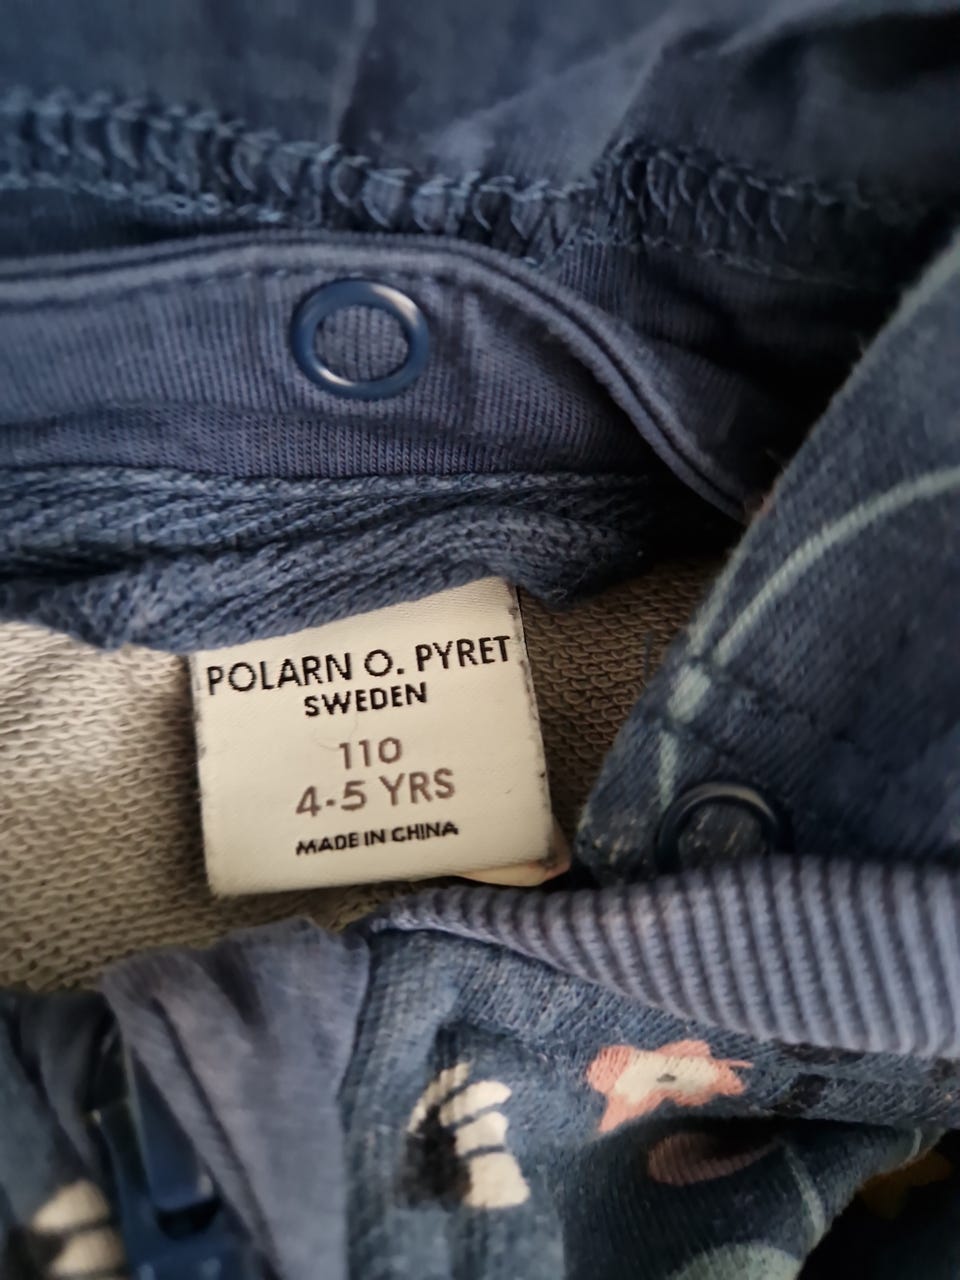 POLARN O. PYRET
SWEDEN
110
4-5 YRS
MADE IN CHINA